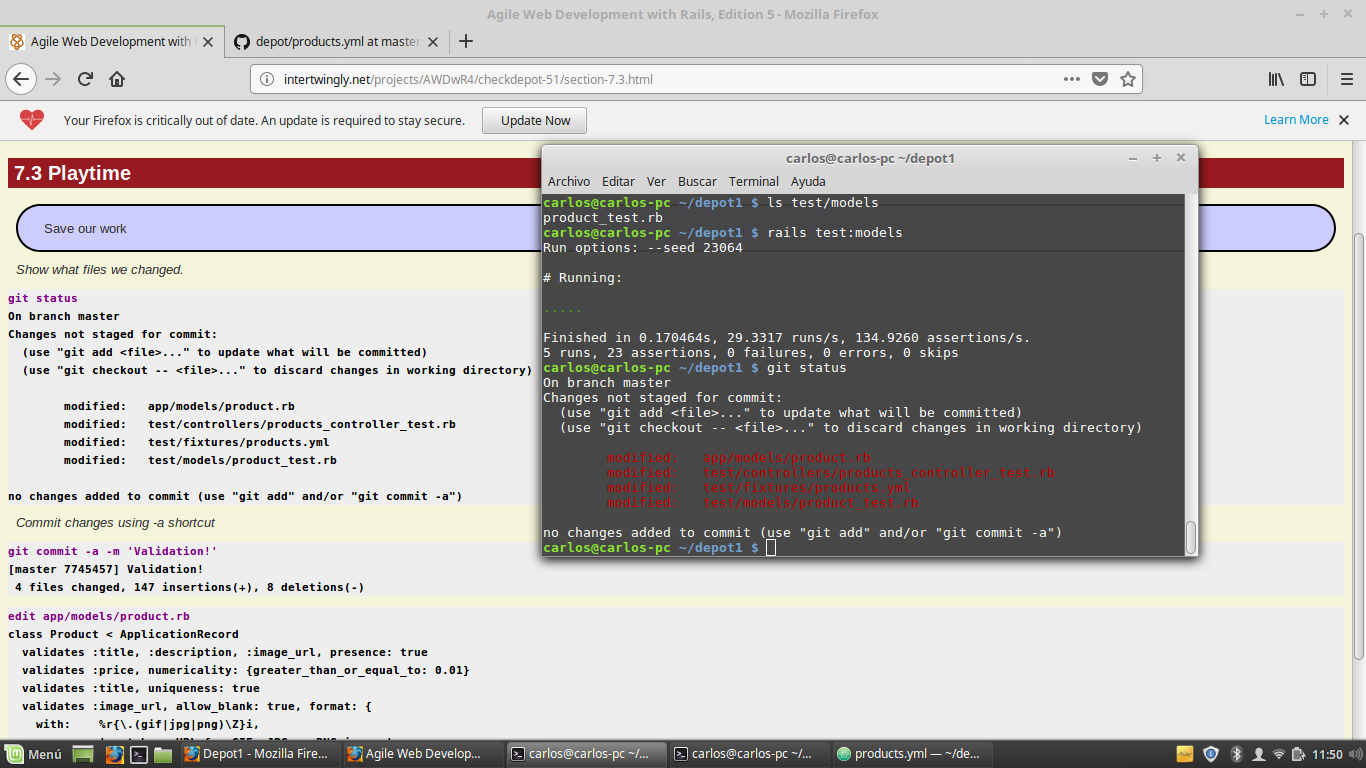 Agile Web Development with Rails, Edition 5 - Mozilla Firefox
Agile Web Development with
depot/products.yml at master
intertwingly.net/projects/AWDwR4/checkdepot-51/section-7.3.html
Your Firefox is critically out of date. An update is required to stay secure.
Update Now
Learn More
7.3 Playtime
Save our work
Show what files we changed.
git status
On branch master
Changes not staged for commit:
(use "git add <file>..." to update what will be committed)
(use "git checkout -- <file>..." to discard changes in working directory)
modified: app/models/product.rb
modified: test/controllers/products_controller_test.rb
modified: test/fixtures/products.yml
modified: test/models/product_test.rb
no changes added to commit (use "git add" and/or "git commit -a")
Commit changes using -a shortcut
git commit -a -m 'Validation!'
[master 7745457] Validation!
4 files changed, 147 insertions(+), 8 deletions(-)
edit app/models/product.rb
class Product < ApplicationRecord
validates :title, :description, :image_url, presence: true
validates :price, numericality: {greater_than_or_equal_to: 0.01}
validates :title, uniqueness: true
validates :image_url, allow_blank: true, format: {
with: %r{\.(gif|jpg|png)\Z}i,
carlos@carlos-pc ~/depot1
Archivo Editar Ver Buscar Terminal Ayuda
carlos@carlos-pc ~/depot1 $ ls test/models
product_test.rb
carlos@carlos-pc ~/depot1 $ rails test:models
Run options: --seed 23064
# Running:
.....
Finished in 0.170464s, 29.3317 runs/s, 134.9260 assertions/s.
5 runs, 23 assertions, 0 failures, 0 errors, 0 skips
carlos@carlos-pc ~/depot1 $ git status
On branch master
Changes not staged for commit:
(use "git add <file>..." to update what will be committed)
(use "git checkout -- <file>..." to discard changes in working directory)
modified: app/models/product.rb
modified: test/controllers/products_controller_test.rb
modified: test/fixtures/products.yml
modified: test/models/product_test.rb
no changes added to commit (use "git add" and/or "git commit -a")
carlos@carlos-pc ~/depot1 $
Menú
Depot1 - Mozilla Fire...
Agile Web Develop...
carlos@carlos-pc ~/...
carlos@carlos-pc ~/...
products.yml — ~/de...
11:50